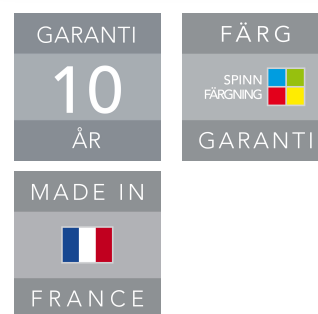 GARANTI
10
ÅR
FÄRG
SPINN
FÄRGNING
GARANTI
MADE IN
FRANCE